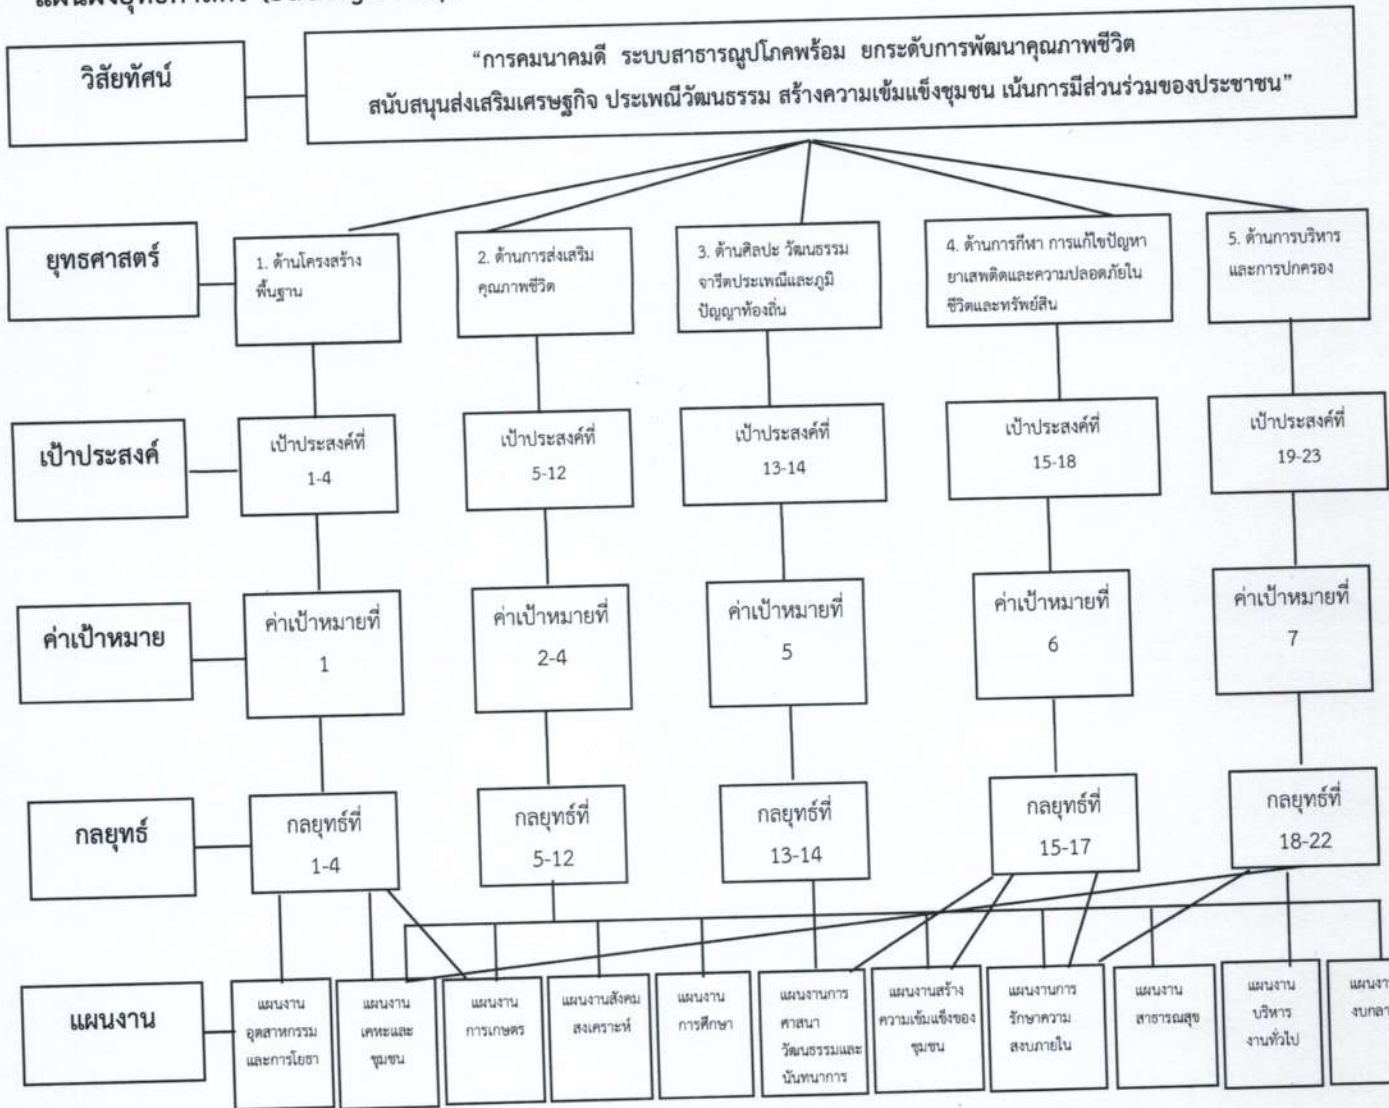 วิสัยทัศน์
“การคมนาคมดี ระบบสาธารณูปโภคพร้อม ยกระดับการพัฒนาคุณภาพชีวิต
สนับสนุนส่งเสริมเศรษฐกิจ ประเพณีวัฒนธรรม สร้างความเข้มแข็งชุมชน เน้นการมีส่วนร่วมของประชาชน”
ยุทธศาสตร์
1. ด้านโครงสร้าง
พื้นฐาน
2. ด้านการส่งเสริม
คุณภาพชีวิต
3. ด้านศิลปะ วัฒนธรรม
จารีตประเพณีและภูมิ
ปัญญาท้องถิ่น
4. ด้านการกีฬา การแก้ไขปัญหา
ยาเสพติดและความปลอดภัยใน
ชีวิตและทรัพย์สิน
5. ด้านการบริหาร
และการปกครอง
เป้าประสงค์
เป้าประสงค์ที่
1-4
เป้าประสงค์ที่
5-12
เป้าประสงค์ที่
13-14
เป้าประสงค์ที่
15-18
เป้าประสงค์ที่
19-23
ค่าเป้าหมาย
ค่าเป้าหมายที่
1
ค่าเป้าหมายที่
2-4
ค่าเป้าหมายที่
5
ค่าเป้าหมายที่
6
ค่าเป้าหมายที่
7
กลยุทธ์
กลยุทธ์ที่
1-4
กลยุทธ์ที่
5-12
กลยุทธ์ที่
13-14
กลยุทธ์ที่
15-17
กลยุทธ์ที่
18-22
แผนงาน
แผนงาน
อุตสาหกรรม
และการโยธา
แผนงาน
เคหะและ
ชุมชน
แผนงาน
การเกษตร
แผนงานสังคม
สงเคราะห์
แผนงาน
การศึกษา
แผนงานการ
ศาสนา
วัฒนธรรมและ
นันทนาการ
แผนงานสร้าง
ความเข้มแข็งของ
ชุมชน
แผนงานการ
รักษาความ
สงบภายใน
แผนงาน
สาธารณสุข
แผนงาน
บริหาร
งานทั่วไป